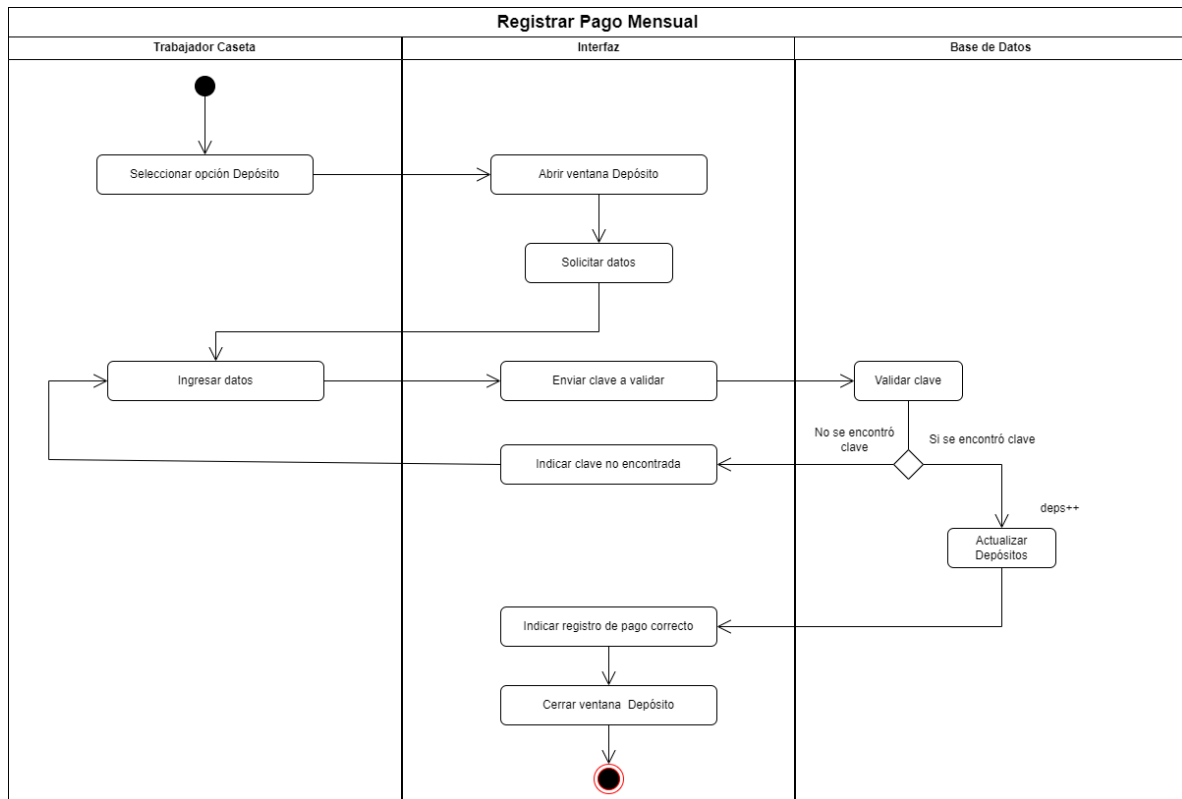 Registrar Pago Mensual
Trabajador Caseta
Interfaz
Base de Datos
Seleccionar opción Depósito
Abrir ventana Depósito
Solicitar datos
Ingresar datos
Enviar clave a validar
Validar clave
No se encontró
clave
Si se encontró clave
Indicar clave no encontrada
deps++
Actualizar
Depósitos
Indicar registro de pago correcto
Cerrar ventana Depósito